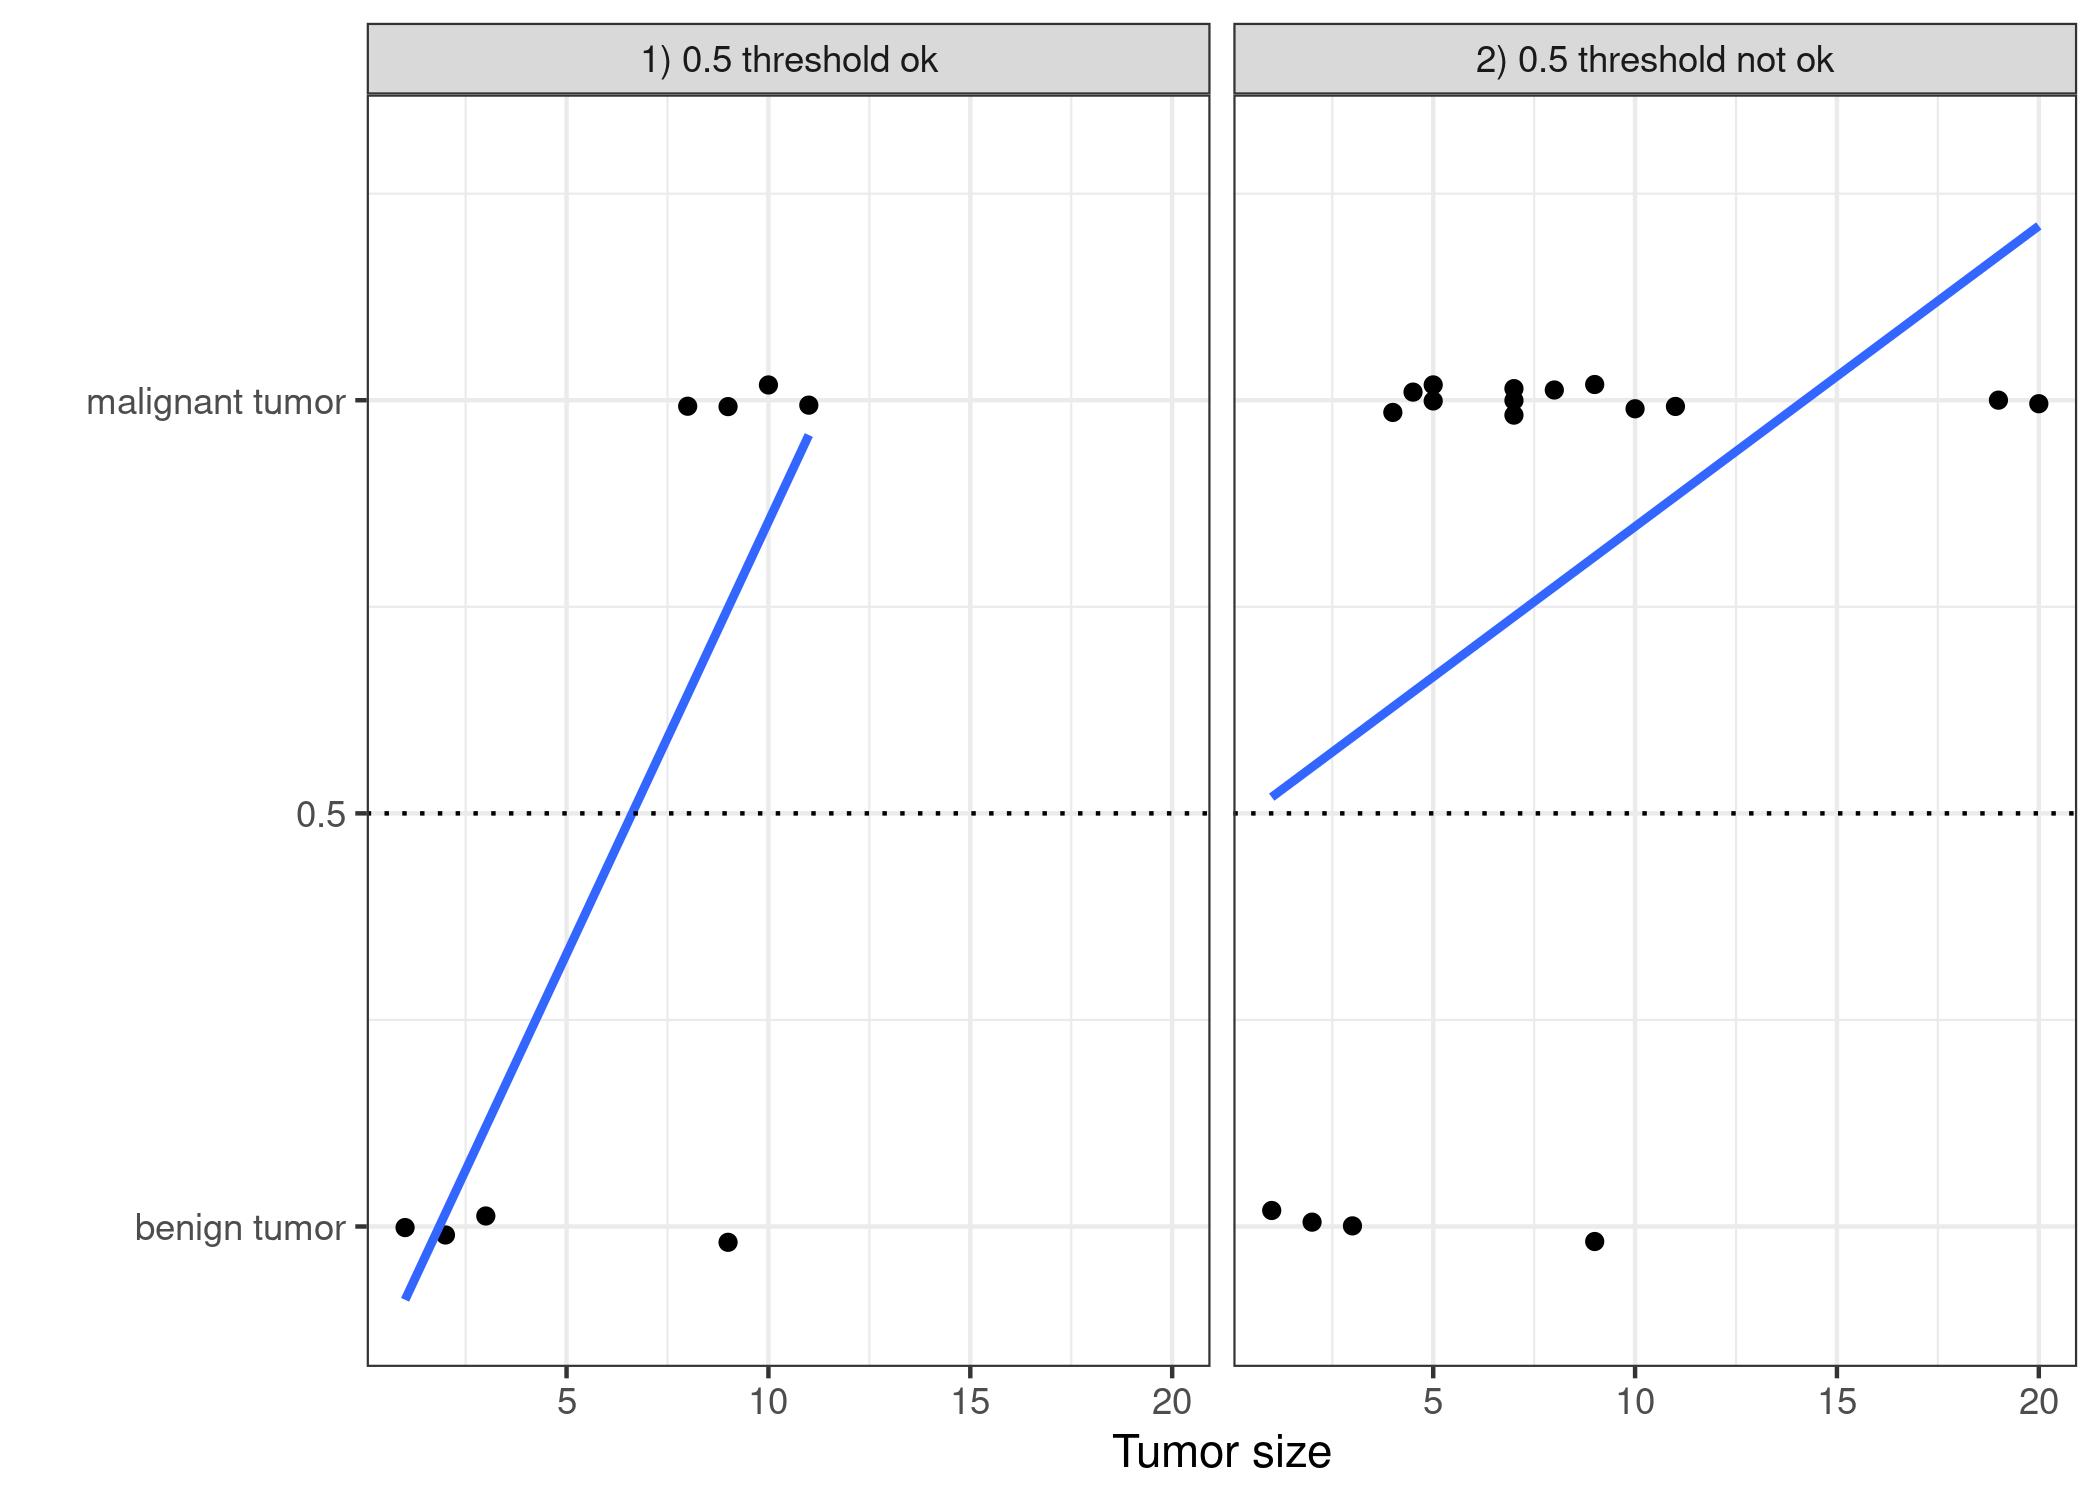 1) 0.5 threshold ok
2) 0.5 threshold not ok
malignant tumor
0.5
benign tumor
5 10 15 20
5 10 15 20
Tumor size